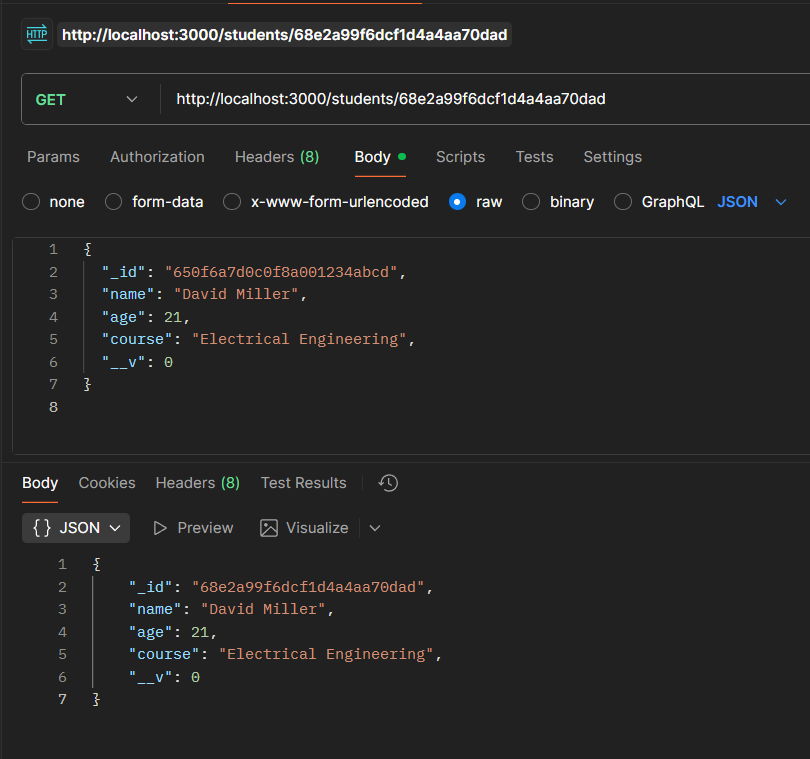 HTTP http://localhost:3000/students/68e2a99f6dcf1d4a4aa70dad
GET http://localhost:3000/students/68e2a99f6dcf1d4a4aa70dad
Params Authorization Headers (8) Body Scripts Tests Settings
none form-data x-www-form-urlencoded raw binary GraphQL JSON
1 {
2 "_id": "650f6a7d0c0f8a001234abcd",
3 "name": "David Miller",
4 "age": 21,
5 "course": "Electrical Engineering",
6 "__v": 0
7 }
8
Body Cookies Headers (8) Test Results
{} JSON Preview Visualize
1 {
2 "_id": "68e2a99f6dcf1d4a4aa70dad",
3 "name": "David Miller",
4 "age": 21,
5 "course": "Electrical Engineering",
6 "__v": 0
7 }